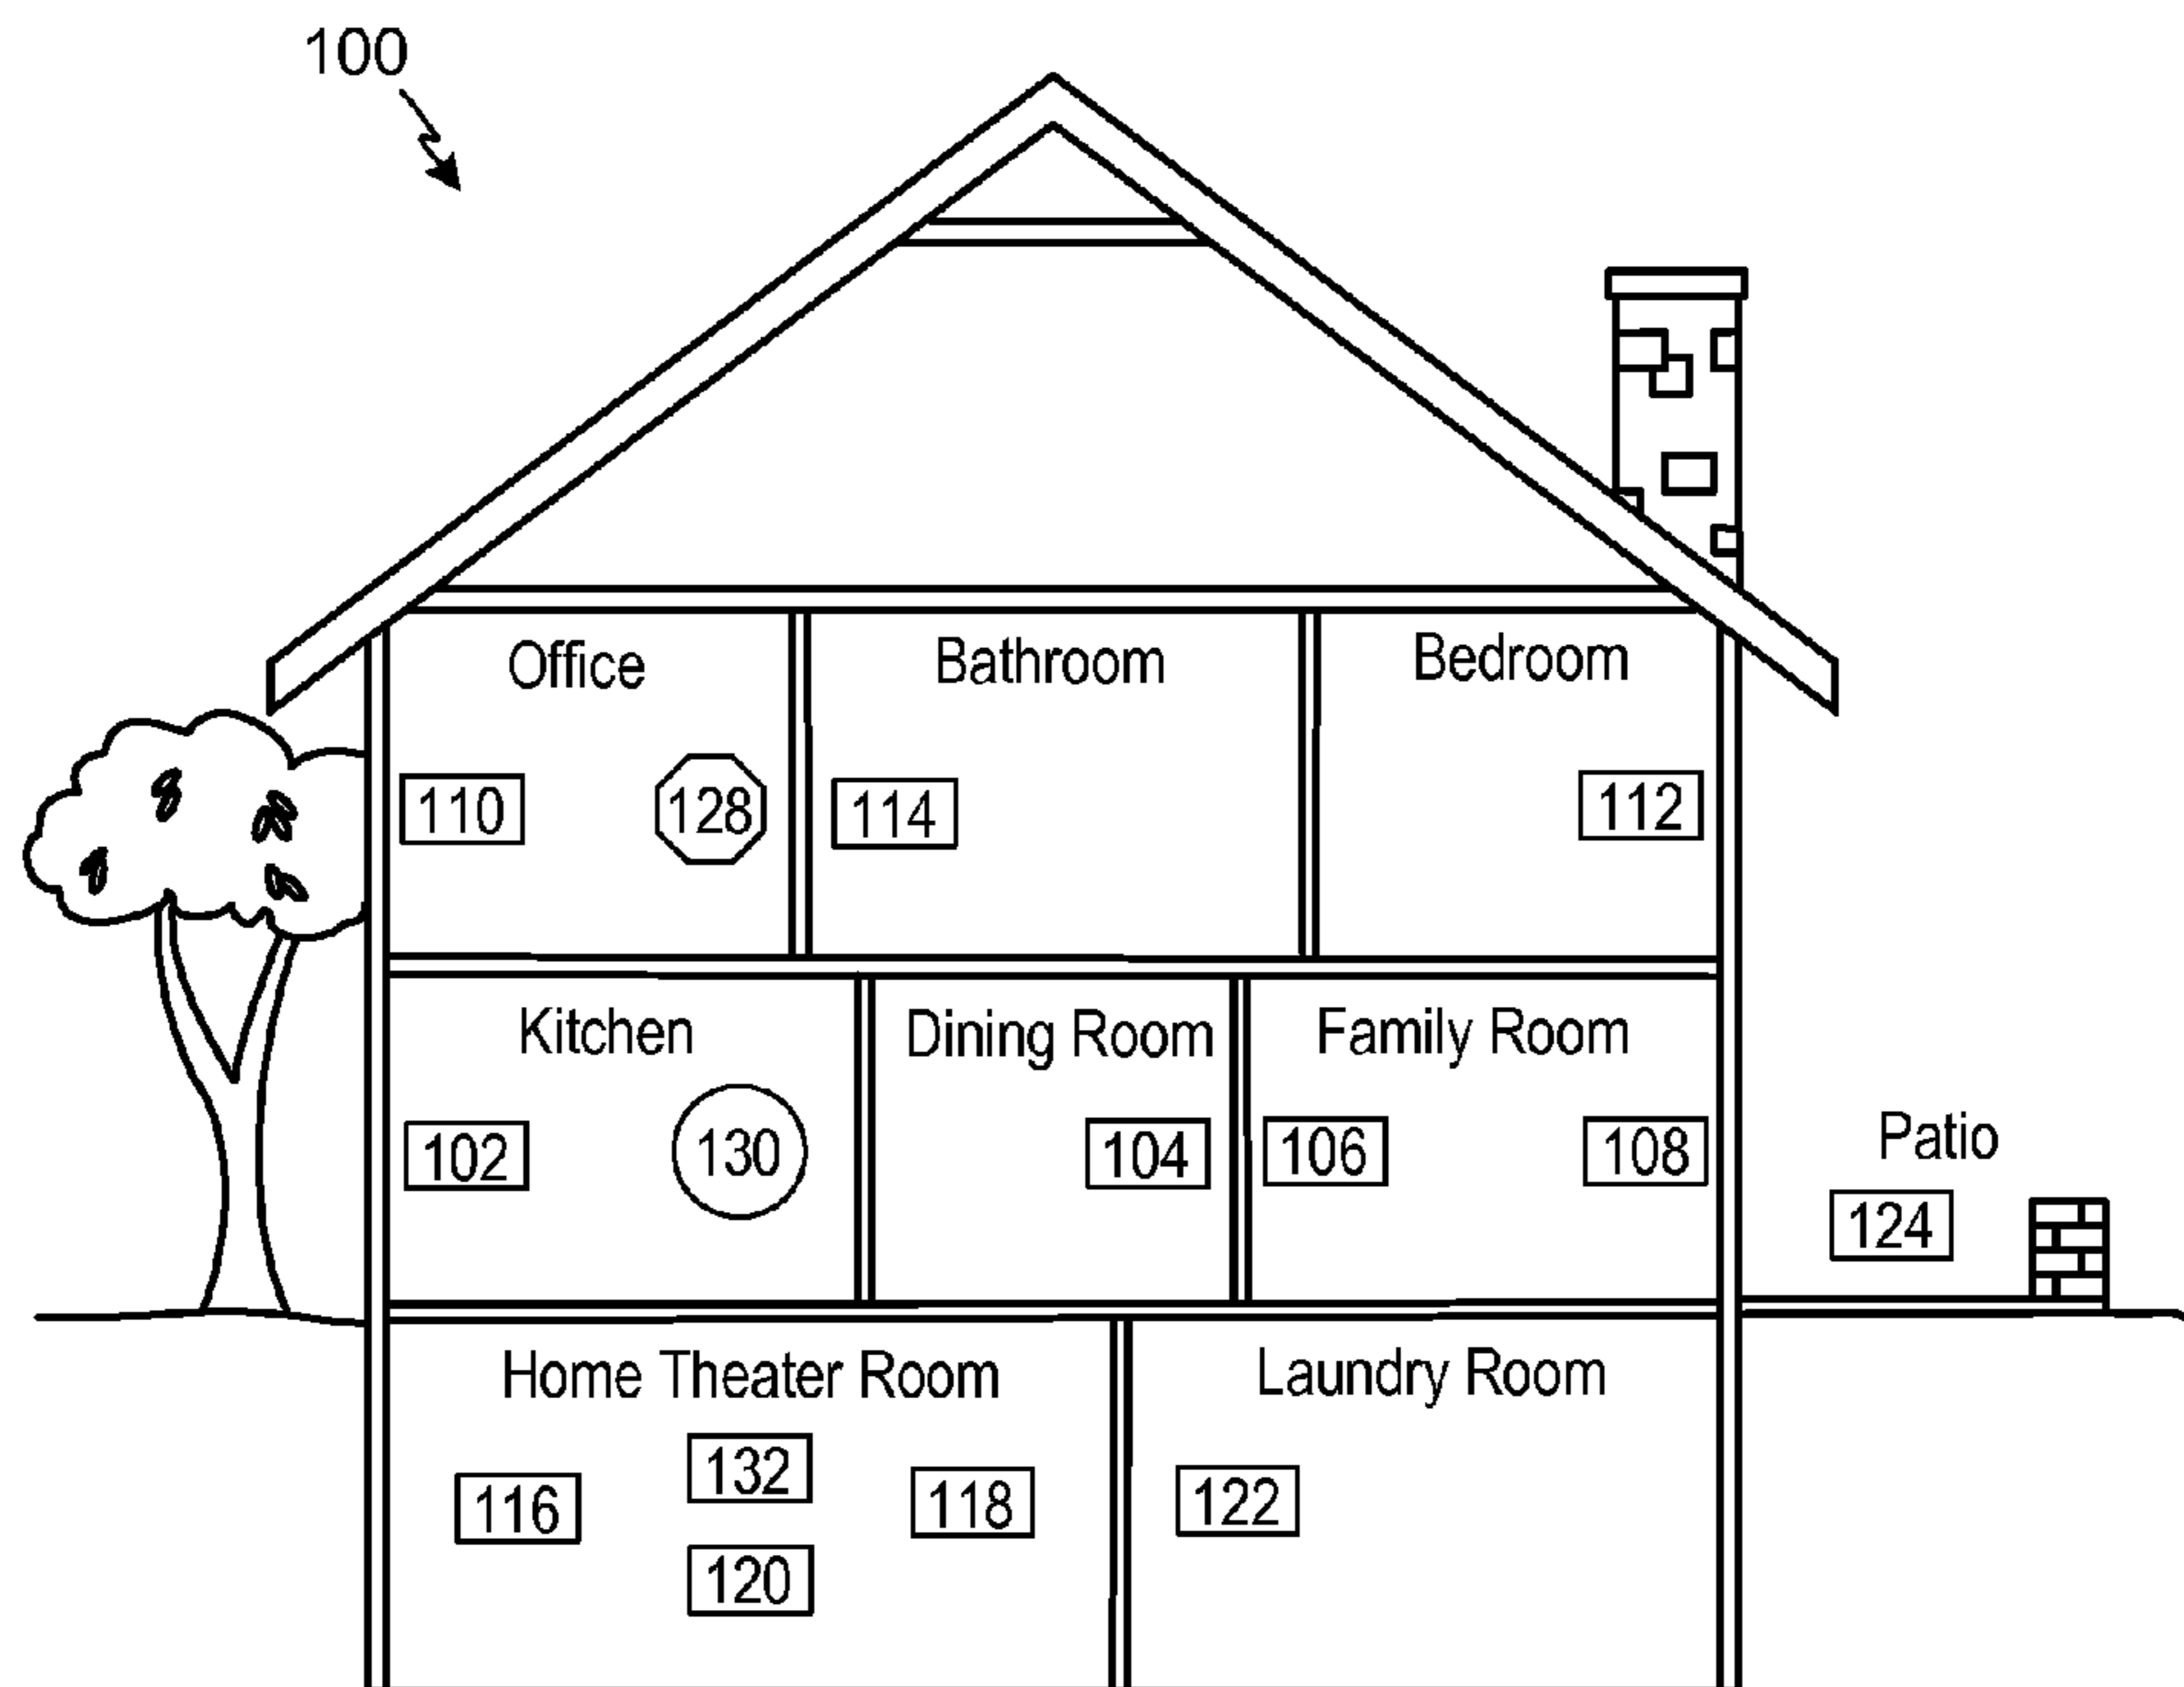 100
Office
Bathroom
Bedroom
110
128
114
112
Kitchen
Dining Room
Family Room
102
130
104
106
108
Patio
124
Home Theater Room
Laundry Room
132
116
118
122
120